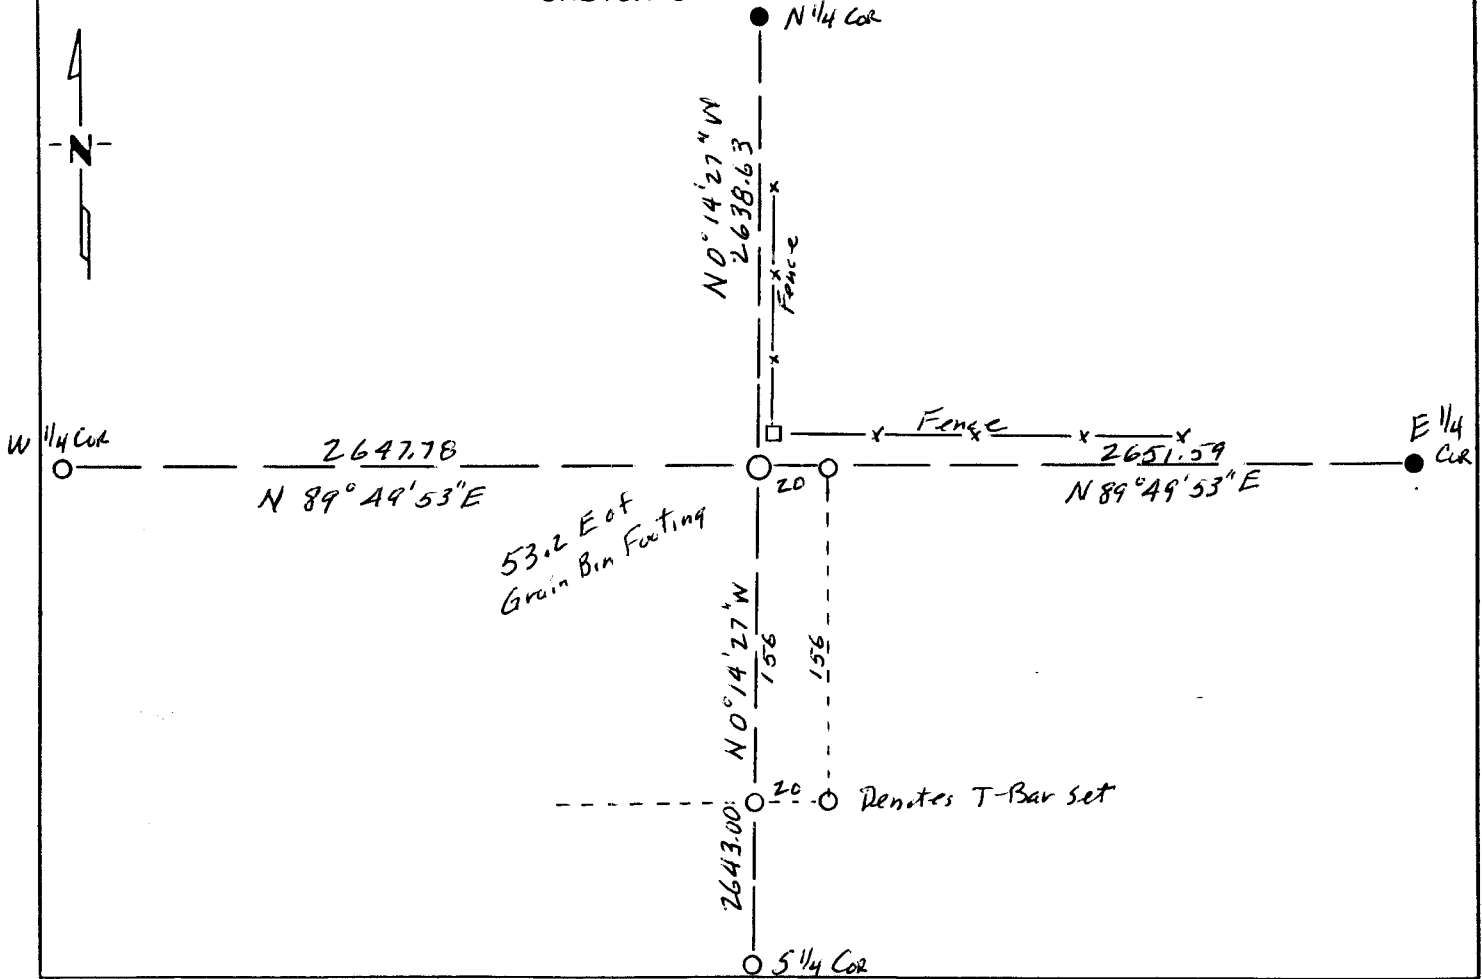 N 1/4 COR
N
N 0° 14' 27" W
2638.63
Fence
Fence
W 1/4 COR
2647.78
N 89° 49' 53" E
20
2651.59
N 89° 49' 53" E
E 1/4
COR
53.2 E of
Grain Bin Footing
N 0° 14' 27" W
156
156
20
Denotes T-Bar set
2643.00
S 1/4 COR